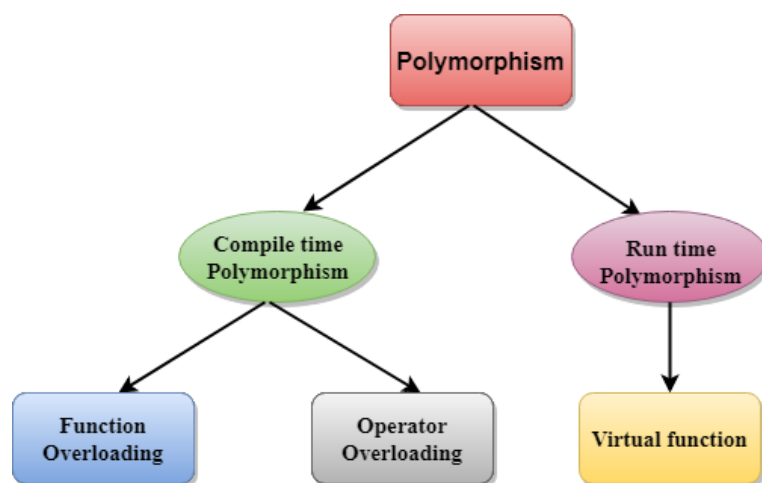 Polymorphism
Compile time
Polymorphism
Run time
Polymorphism
Function
Overloading
Operator
Overloading
Virtual function